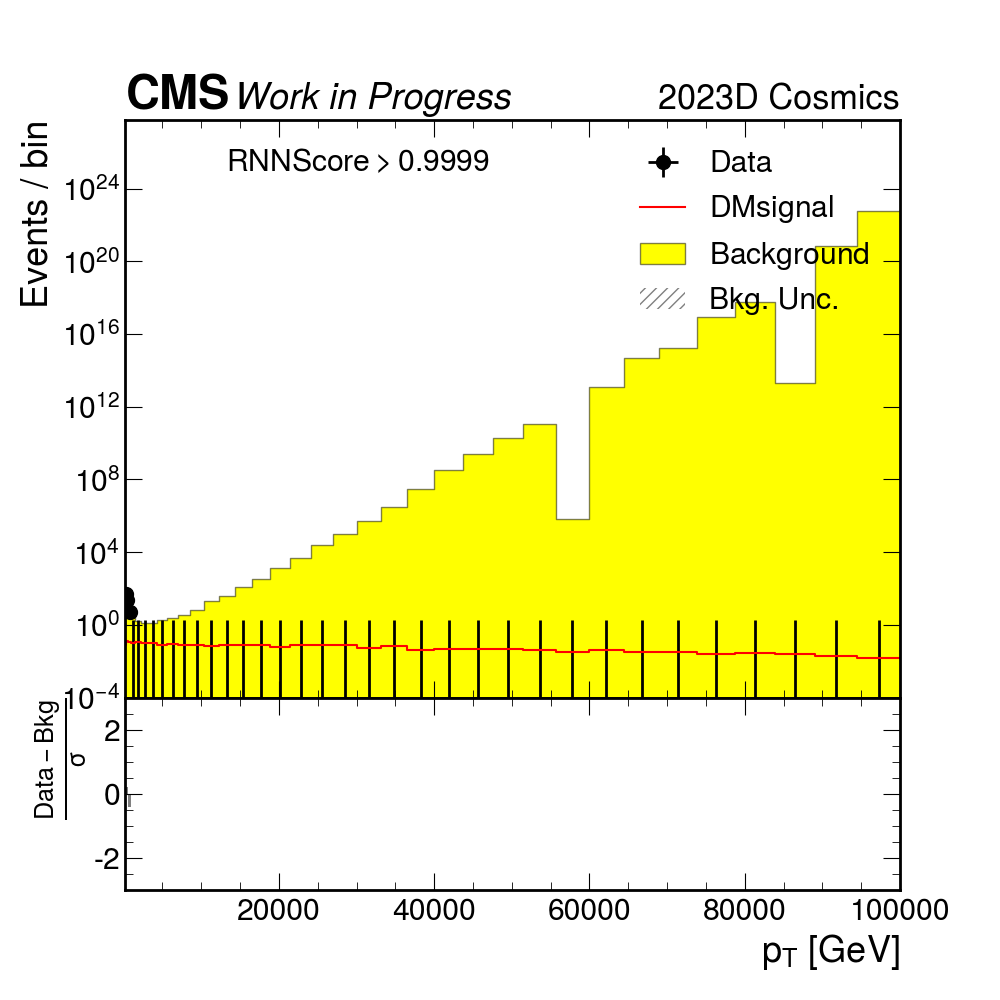 CMS Work in Progress 2023D Cosmics
Events / bin
RNNScore > 0.9999
Data
DMsignal
Background
Bkg. Unc.
10^24
10^20
10^16
10^12
10^8
10^4
10^0
10^−4
Data – Bkg
σ
2
0
-2
20000 40000 60000 80000 100000
p_T [GeV]